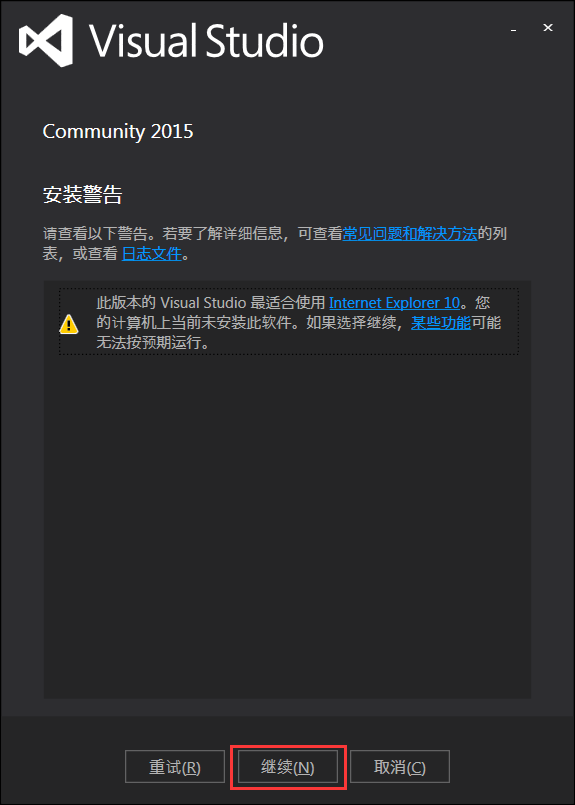 Visual Studio
Community 2015
安装警告
请查看以下警告。若要了解详细信息，可查看常见问题和解决方法的列
表，或查看 日志文件。
此版本的 Visual Studio 最适合使用 Internet Explorer 10。您
的计算机上当前未安装此软件。如果选择继续，某些功能可能
无法按预期运行。
重试(R) 继续(N) 取消(C)